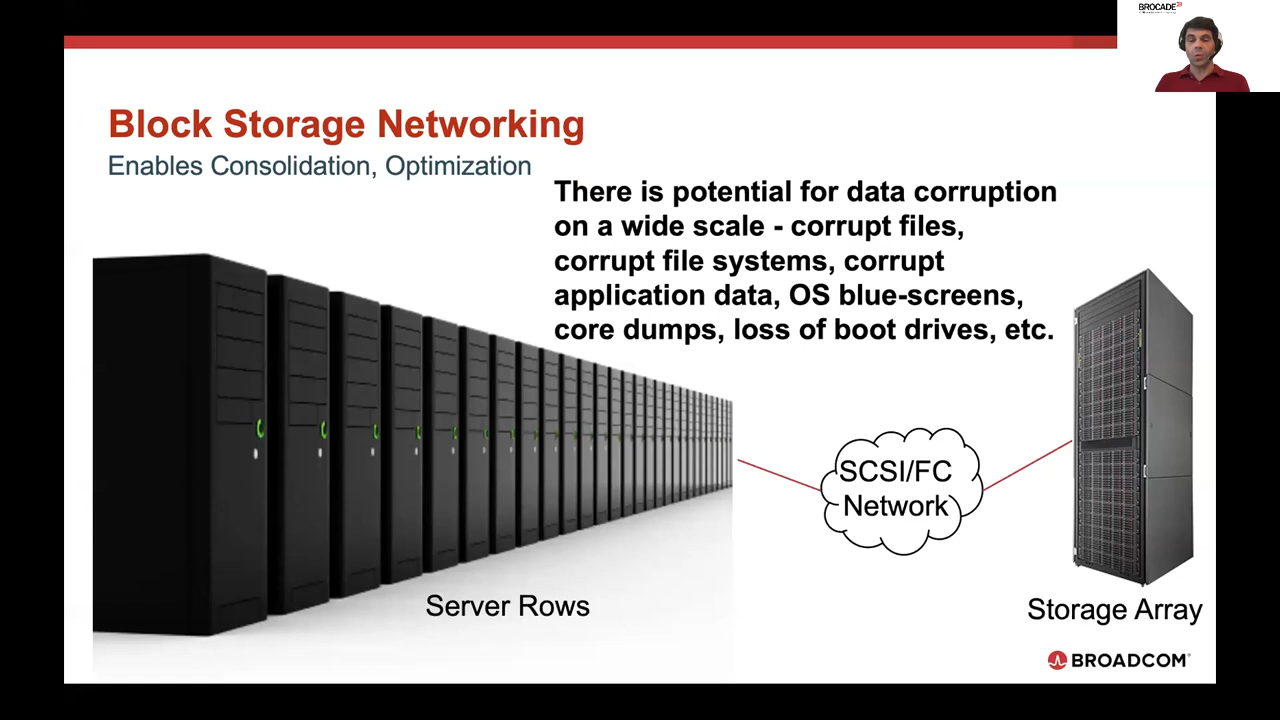 BROCADE
Block Storage Networking
Enables Consolidation, Optimization
There is potential for data corruption
on a wide scale - corrupt files,
corrupt file systems, corrupt
application data, OS blue-screens,
core dumps, loss of boot drives, etc.
SCSI/FC
Network
Server Rows
Storage Array
BROADCOM